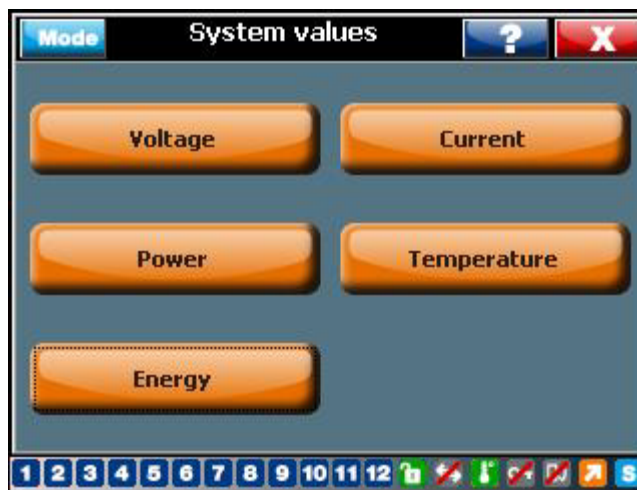 Mode System values ? X
Voltage Current
Power Temperature
Energy
1 2 3 4 5 6 7 8 9 10 11 12 S